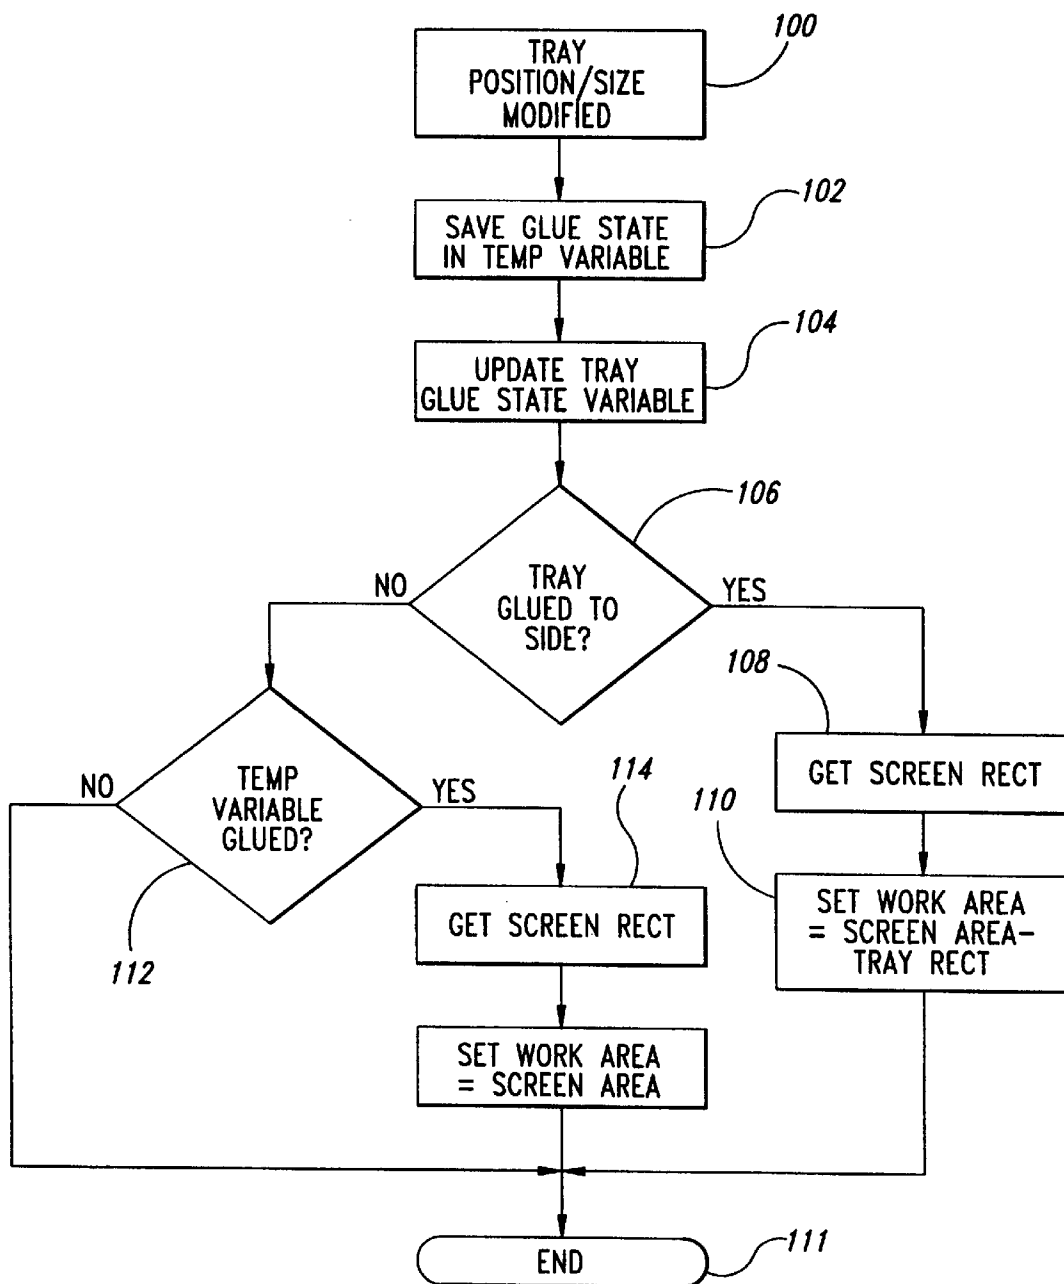 100
TRAY
POSITION/SIZE
MODIFIED
102
SAVE GLUE STATE
IN TEMP VARIABLE
104
UPDATE TRAY
GLUE STATE VARIABLE
106
TRAY
GLUED TO
SIDE?
NO
YES
108
GET SCREEN RECT
TEMP
VARIABLE
GLUED?
NO
YES
112
114
GET SCREEN RECT
110
SET WORK AREA
= SCREEN AREA-
TRAY RECT
SET WORK AREA
= SCREEN AREA
END
111